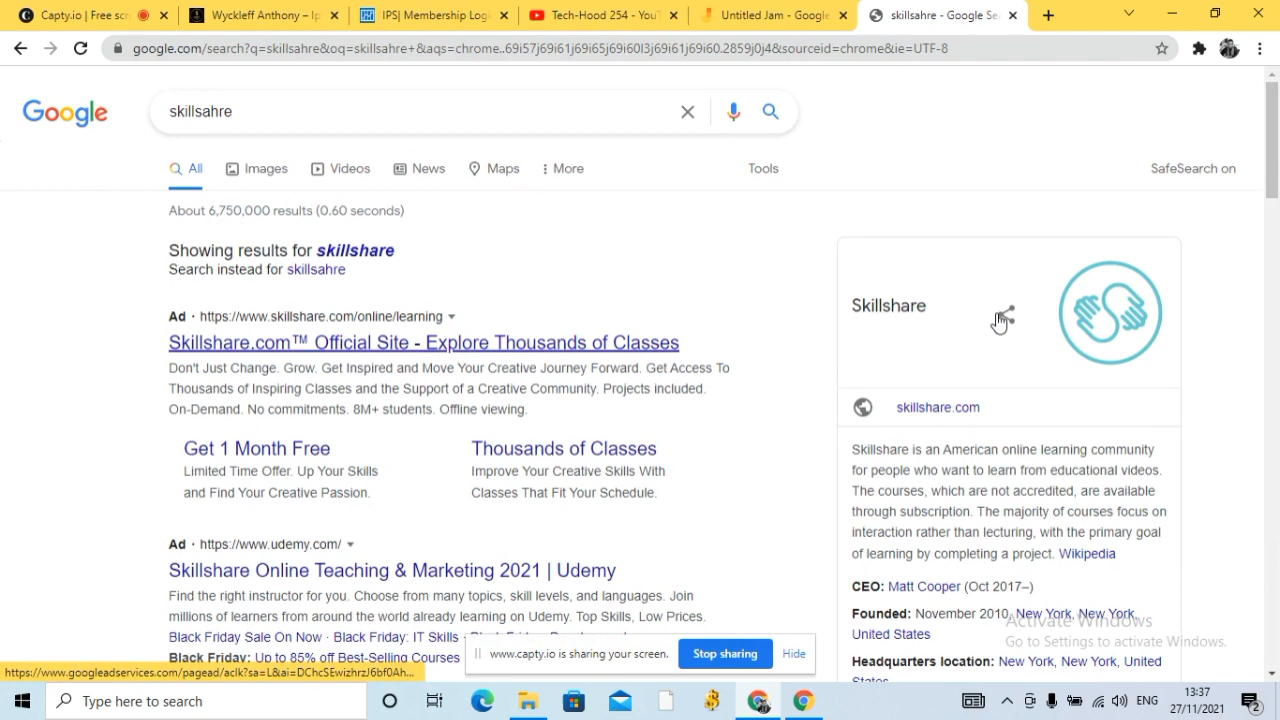 Capty.io | Free scr
Wyckleff Anthony – Ip
IPS| Membership Log
Tech-Hood 254 - YouT
Untitled Jam - Google
skillsahre - Google Se
google.com/search?q=skillsahre&oq=skillsahre+&aqs=chrome..69i57j69i61j69i65j69i60l3j69i61j69i60.2859j0j4&sourceid=chrome&ie=UTF-8
Google
skillsahre
All
Images
Videos
News
Maps
More
Tools
SafeSearch on
About 6,750,000 results (0.60 seconds)
Showing results for skillshare
Search instead for skillsahre
Ad · https://www.skillshare.com/online/learning
Skillshare.com™ Official Site - Explore Thousands of Classes
Don't Just Change. Grow. Get Inspired and Move Your Creative Journey Forward. Get Access To
Thousands of Inspiring Classes and the Support of a Creative Community. Projects included.
On-Demand. No commitments. 8M+ students. Offline viewing.
Get 1 Month Free
Limited Time Offer. Up Your Skills
and Find Your Creative Passion.
Thousands of Classes
Improve Your Creative Skills With
Classes That Fit Your Schedule.
Ad · https://www.udemy.com/
Skillshare Online Teaching & Marketing 2021 | Udemy
Find the right instructor for you. Choose from many topics, skill levels, and languages. Join
millions of learners from around the world already learning on Udemy. Top Skills, Low Prices.
Black Friday Sale On Now · Black Friday: IT Skills ·
Black Friday: Up to 85% off Best-Selling Courses
Skillshare
skillshare.com
Skillshare is an American online learning community
for people who want to learn from educational videos.
The courses, which are not accredited, are available
through subscription. The majority of courses focus on
interaction rather than lecturing, with the primary goal
of learning by completing a project. Wikipedia
CEO: Matt Cooper (Oct 2017–)
Founded: November 2010, New York, New York,
United States
Headquarters location: New York, New York, United
States
Activate Windows
Go to Settings to activate Windows.
www.capty.io is sharing your screen.
Stop sharing
Hide
https://www.googleadservices.com/pagead/aclk?sa=L&ai=DChcSEwizhrzJ6bf0Ah...
Type here to search
ENG
13:37
27/11/2021
2